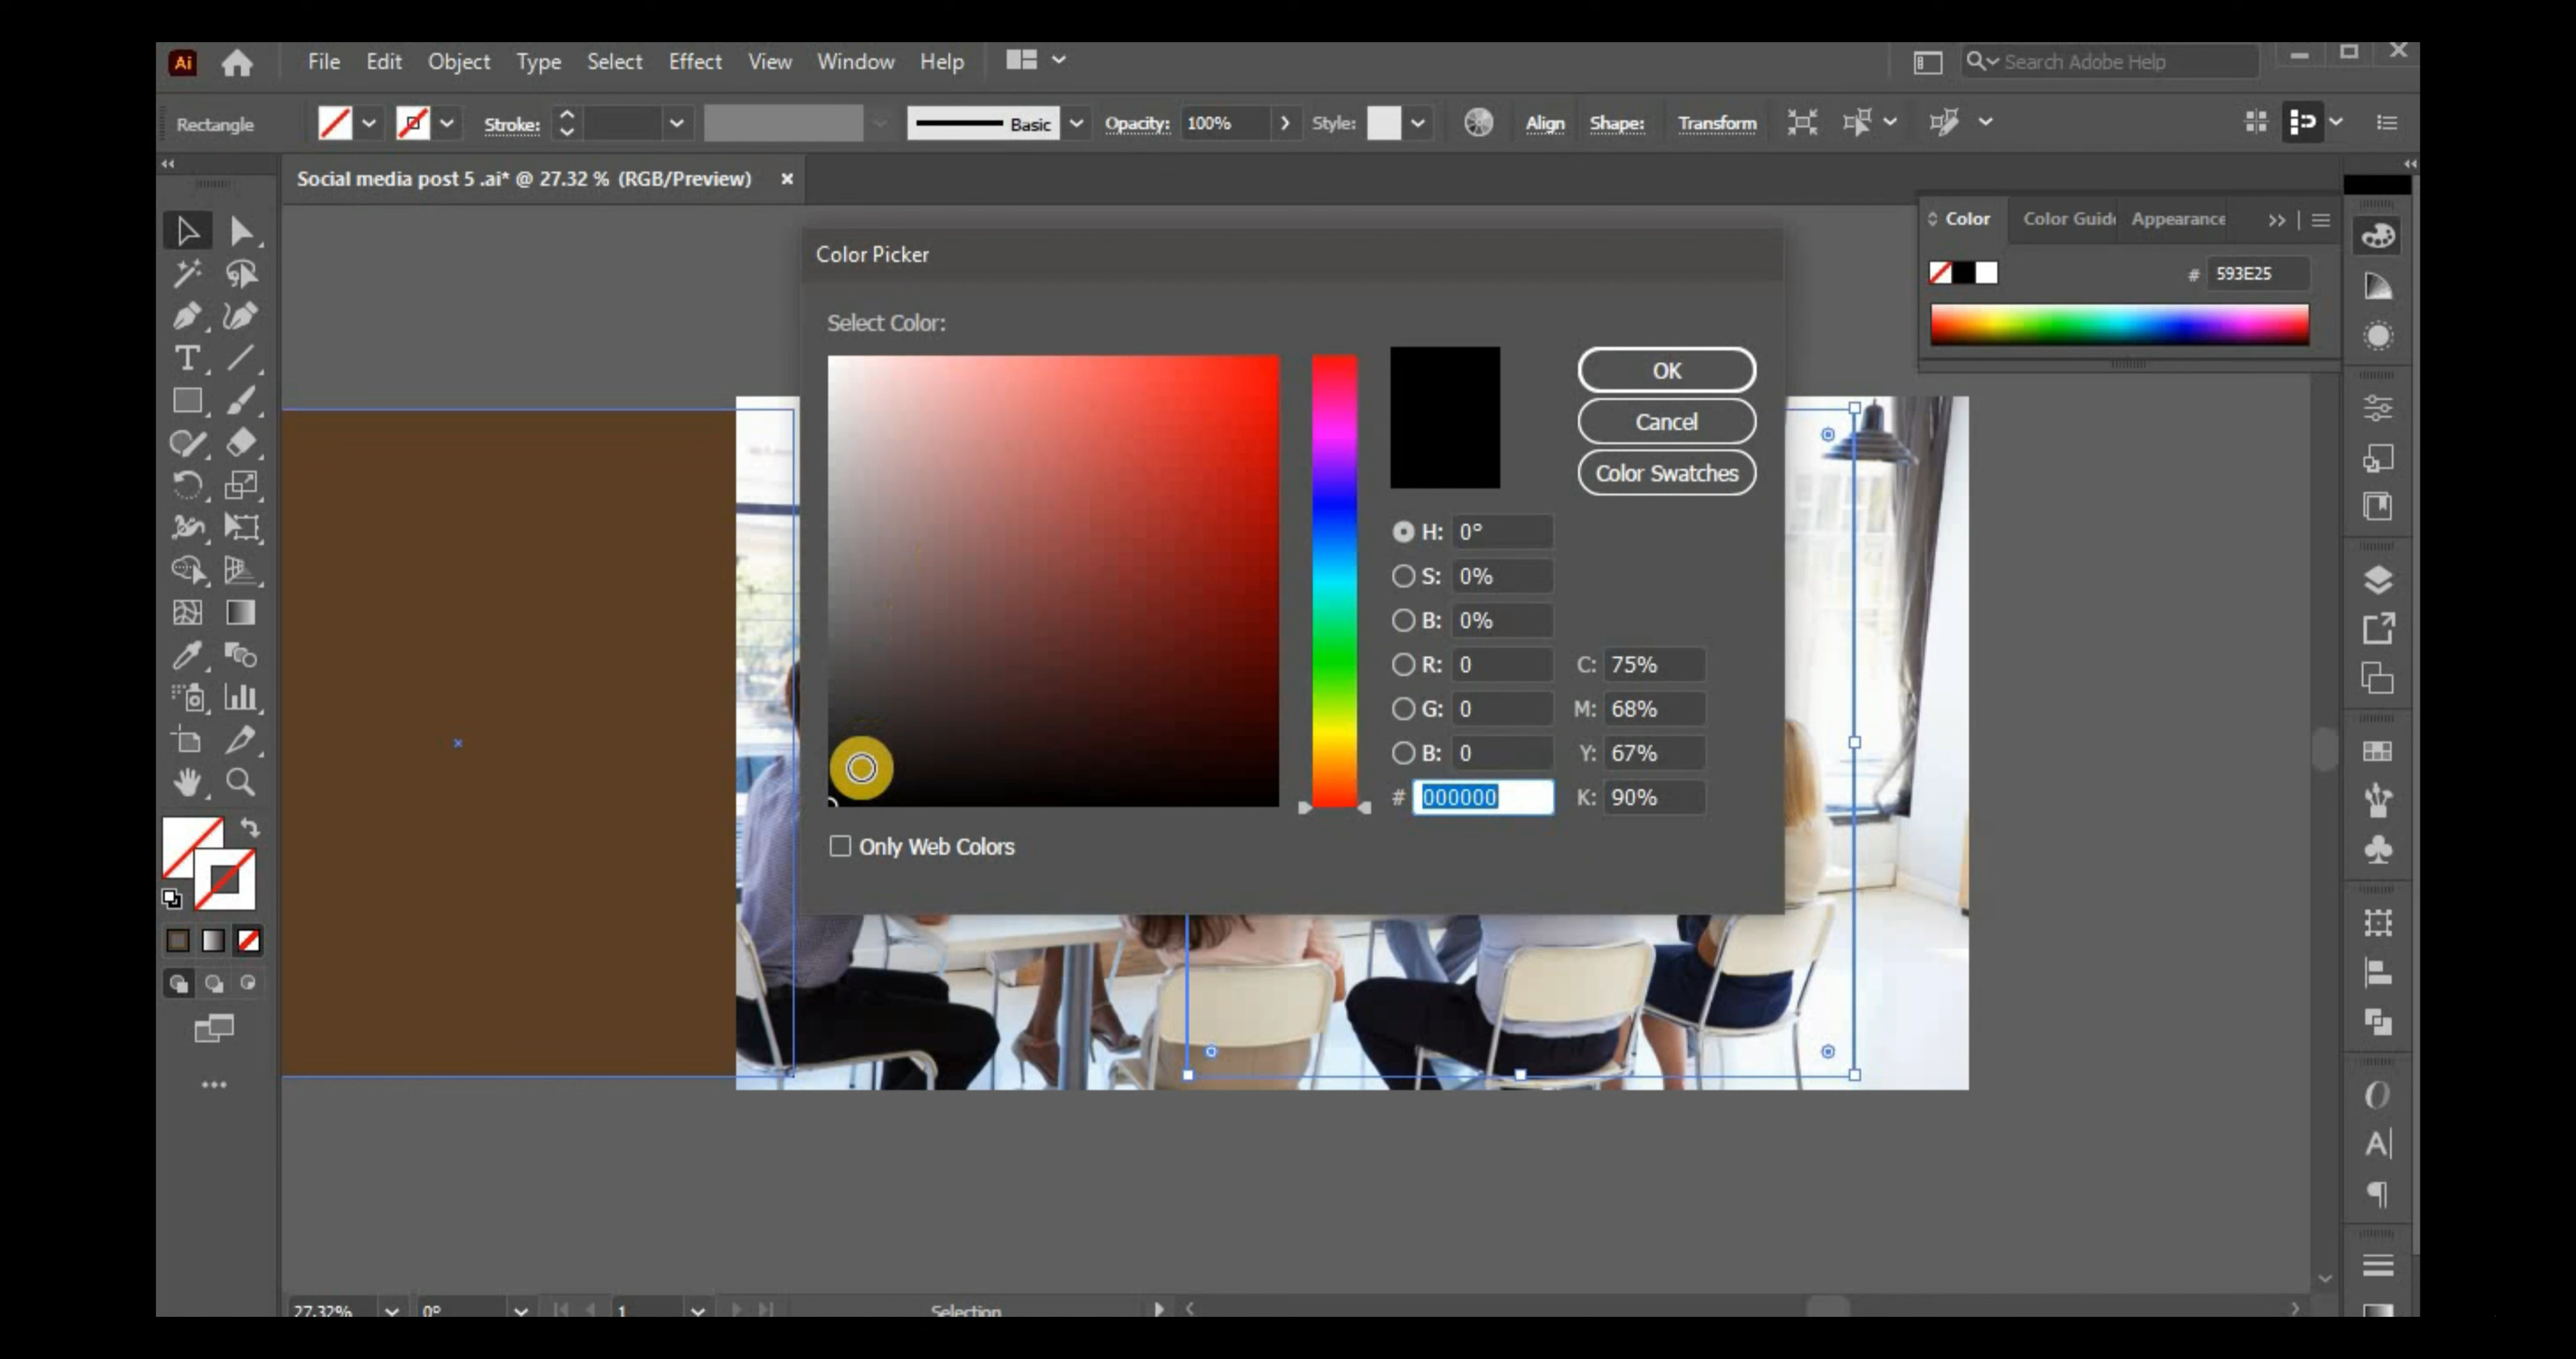 Ai File Edit Object Type Select Effect View Window Help Search Adobe Help
Rectangle Stroke: Basic Opacity: 100% Style: Align Shape: Transform
Social media post 5 .ai* @ 27.32 % (RGB/Preview) ×
Color Color Guid Appearance
# 593E25
Color Picker
Select Color:
OK
Cancel
Color Swatches
H: 0°
S: 0%
B: 0%
R: 0 C: 75%
G: 0 M: 68%
B: 0 Y: 67%
# 000000 K: 90%
Only Web Colors
27.32% 0° 1 Selection